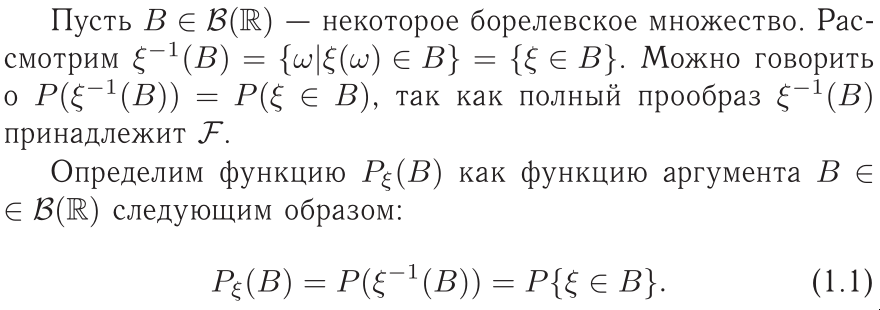 Пусть B ∈ ℬ(ℝ) — некоторое борелевское множество. Рас-
смотрим ξ⁻¹(B) = {ω|ξ(ω) ∈ B} = {ξ ∈ B}. Можно говорить
о P(ξ⁻¹(B)) = P(ξ ∈ B), так как полный прообраз ξ⁻¹(B)
принадлежит ℱ.
Определим функцию P_ξ(B) как функцию аргумента B ∈
∈ ℬ(ℝ) следующим образом:
P_ξ(B) = P(ξ⁻¹(B)) = P{ξ ∈ B}. (1.1)